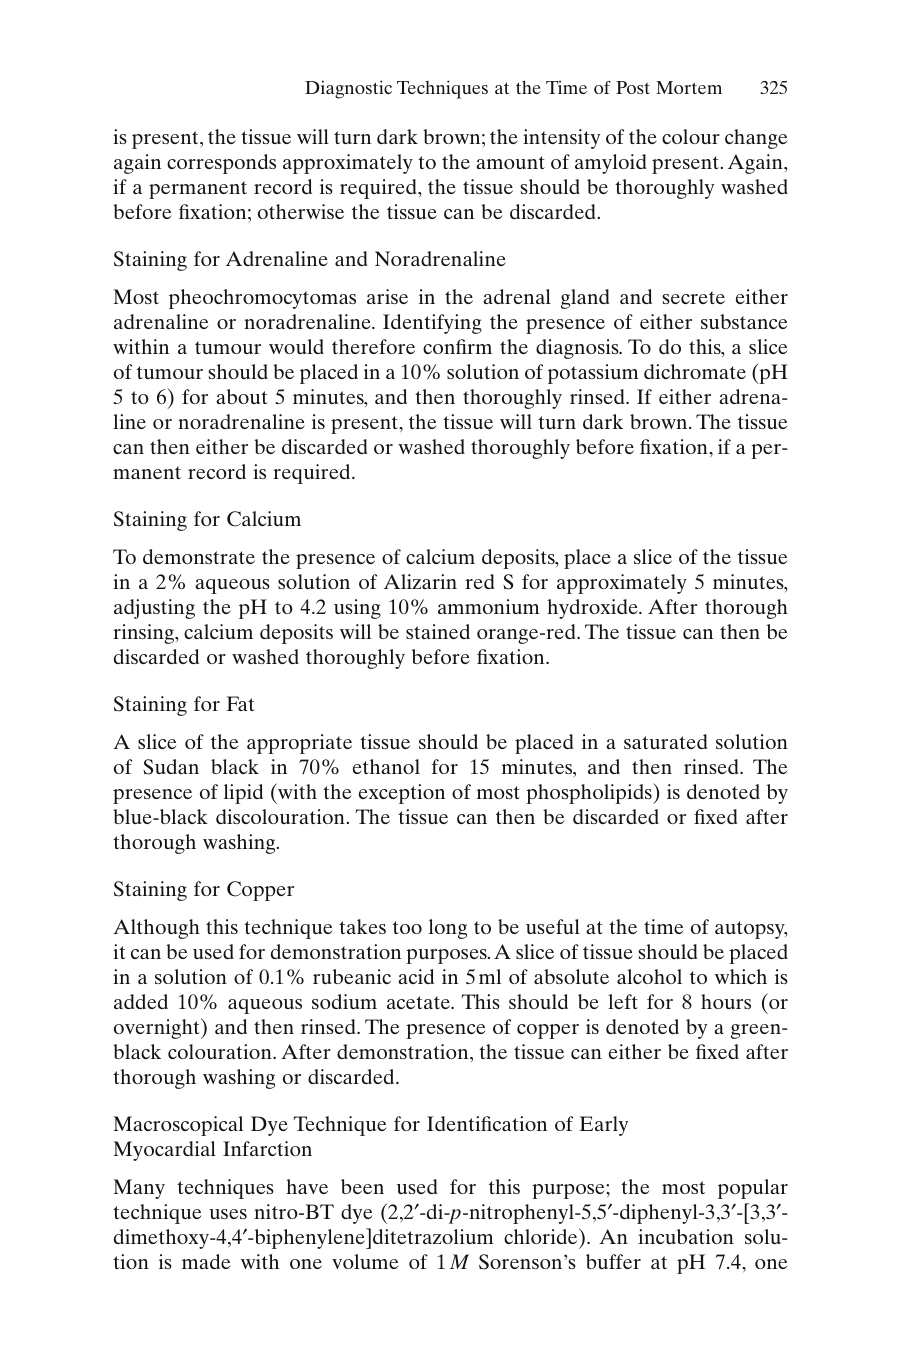 Diagnostic Techniques at the Time of Post Mortem 325
is present, the tissue will turn dark brown; the intensity of the colour change
again corresponds approximately to the amount of amyloid present. Again,
if a permanent record is required, the tissue should be thoroughly washed
before fixation; otherwise the tissue can be discarded.
Staining for Adrenaline and Noradrenaline
Most pheochromocytomas arise in the adrenal gland and secrete either
adrenaline or noradrenaline. Identifying the presence of either substance
within a tumour would therefore confirm the diagnosis. To do this, a slice
of tumour should be placed in a 10% solution of potassium dichromate (pH
5 to 6) for about 5 minutes, and then thoroughly rinsed. If either adrena-
line or noradrenaline is present, the tissue will turn dark brown. The tissue
can then either be discarded or washed thoroughly before fixation, if a per-
manent record is required.
Staining for Calcium
To demonstrate the presence of calcium deposits, place a slice of the tissue
in a 2% aqueous solution of Alizarin red S for approximately 5 minutes,
adjusting the pH to 4.2 using 10% ammonium hydroxide. After thorough
rinsing, calcium deposits will be stained orange-red. The tissue can then be
discarded or washed thoroughly before fixation.
Staining for Fat
A slice of the appropriate tissue should be placed in a saturated solution
of Sudan black in 70% ethanol for 15 minutes, and then rinsed. The
presence of lipid (with the exception of most phospholipids) is denoted by
blue-black discolouration. The tissue can then be discarded or fixed after
thorough washing.
Staining for Copper
Although this technique takes too long to be useful at the time of autopsy,
it can be used for demonstration purposes. A slice of tissue should be placed
in a solution of 0.1% rubeanic acid in 5 ml of absolute alcohol to which is
added 10% aqueous sodium acetate. This should be left for 8 hours (or
overnight) and then rinsed. The presence of copper is denoted by a green-
black colouration. After demonstration, the tissue can either be fixed after
thorough washing or discarded.
Macroscopical Dye Technique for Identification of Early
Myocardial Infarction
Many techniques have been used for this purpose; the most popular
technique uses nitro-BT dye (2,2′-di-p-nitrophenyl-5,5′-diphenyl-3,3′-[3,3′-
dimethoxy-4,4′-biphenylene]ditetrazolium chloride). An incubation solu-
tion is made with one volume of 1 M Sorenson's buffer at pH 7.4, one